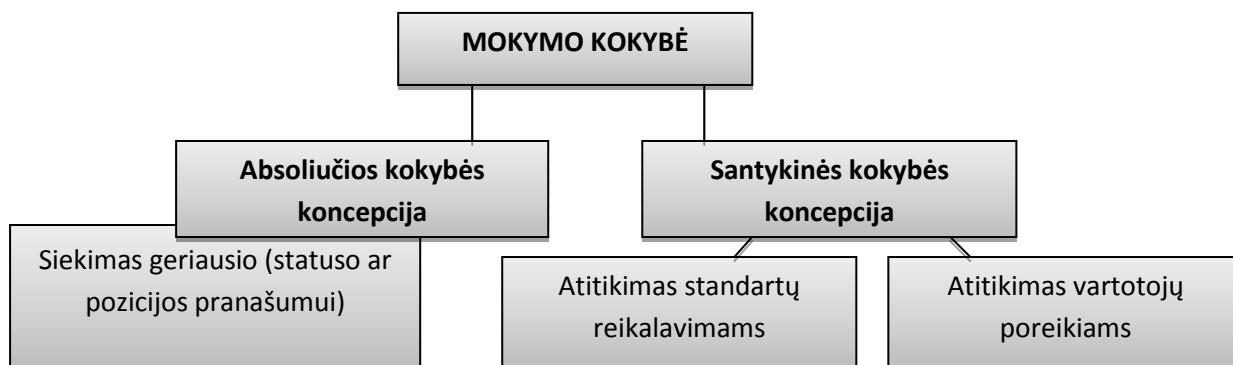 MOKYMO KOKYBĖ
Absoliučios kokybės
koncepcija
Santykinės kokybės
koncepcija
Siekimas geriausio (statuso ar
pozicijos pranašumui)
Atitikimas standartų
reikalavimams
Atitikimas vartotojų
poreikiams